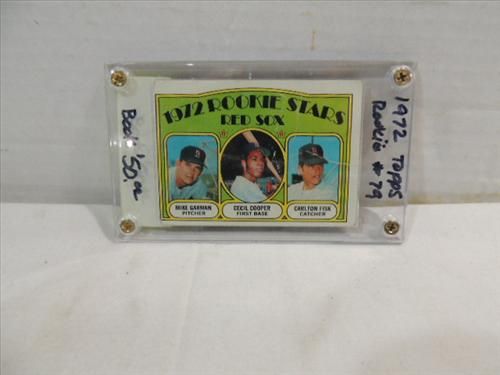 1972 ROOKIE STARS
RED SOX
MIKE GARMAN
PITCHER
CECIL COOPER
FIRST BASE
CARLTON FISK
CATCHER
Book $50.00
1972 Topps
Rookie #79